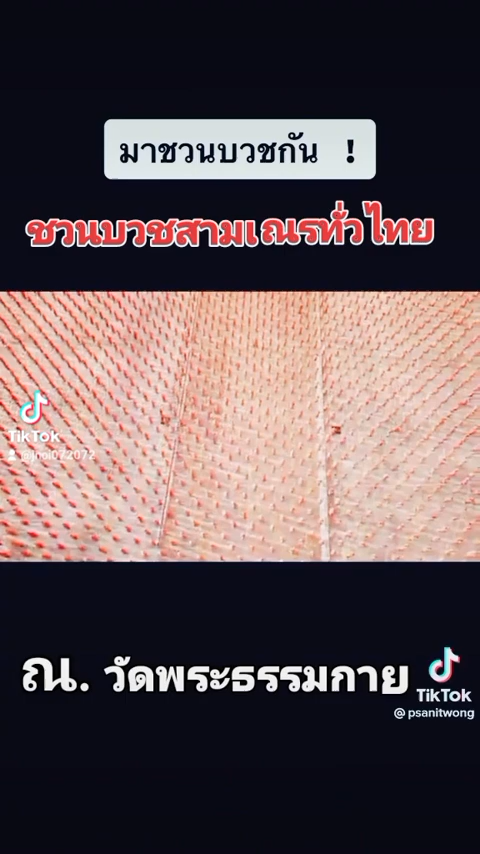 มาชวนบวชกัน !
ชวนบวชสามเณรทั่วไทย
TikTok
@jnoi072072
ณ. วัดพระธรรมกาย
TikTok
@psanitwong